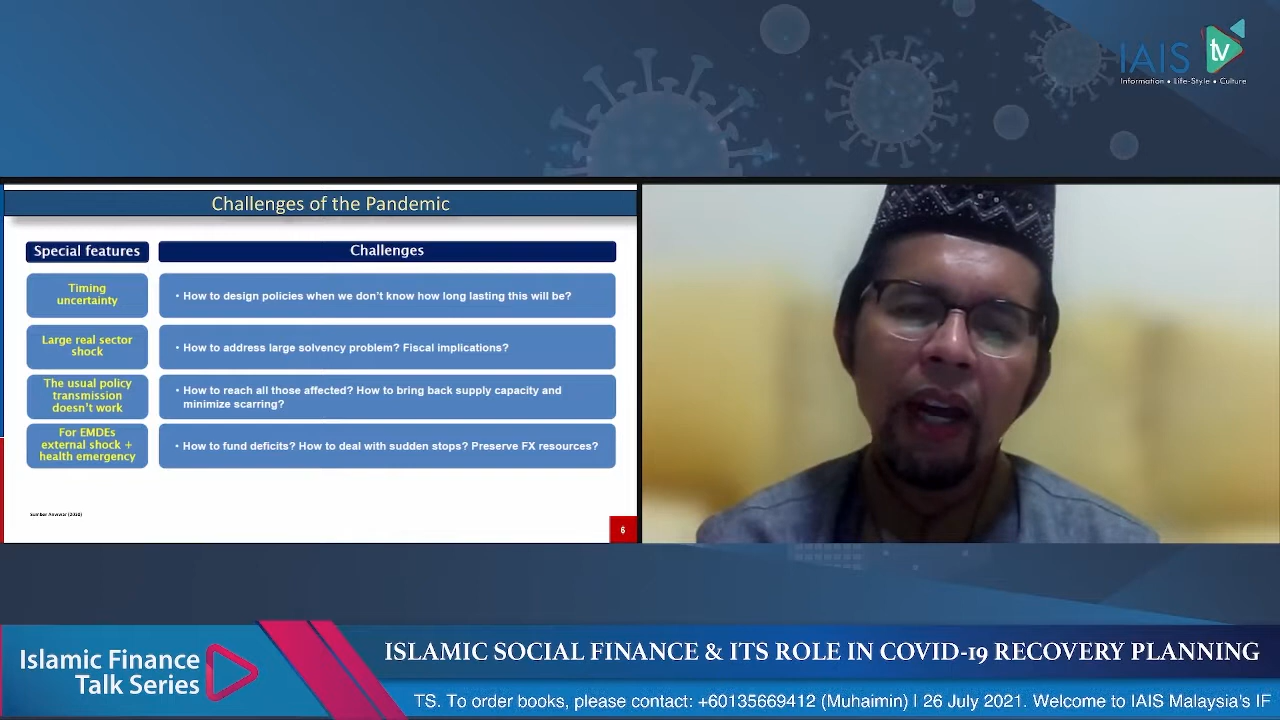 IAIS tv
Information • Life-Style • Culture
Challenges of the Pandemic
Special features
Challenges
Timing
uncertainty
• How to design policies when we don't know how long lasting this will be?
Large real sector
shock
• How to address large solvency problem? Fiscal implications?
The usual policy
transmission
doesn't work
• How to reach all those affected? How to bring back supply capacity and
minimize scarring?
For EMDEs
external shock +
health emergency
• How to fund deficits? How to deal with sudden stops? Preserve FX resources?
Sumber Anwwar (2020)
6
Islamic Finance
Talk Series
ISLAMIC SOCIAL FINANCE & ITS ROLE IN COVID-19 RECOVERY PLANNING
TS. To order books, please contact: +60135669412 (Muhaimin) | 26 July 2021. Welcome to IAIS Malaysia's IF